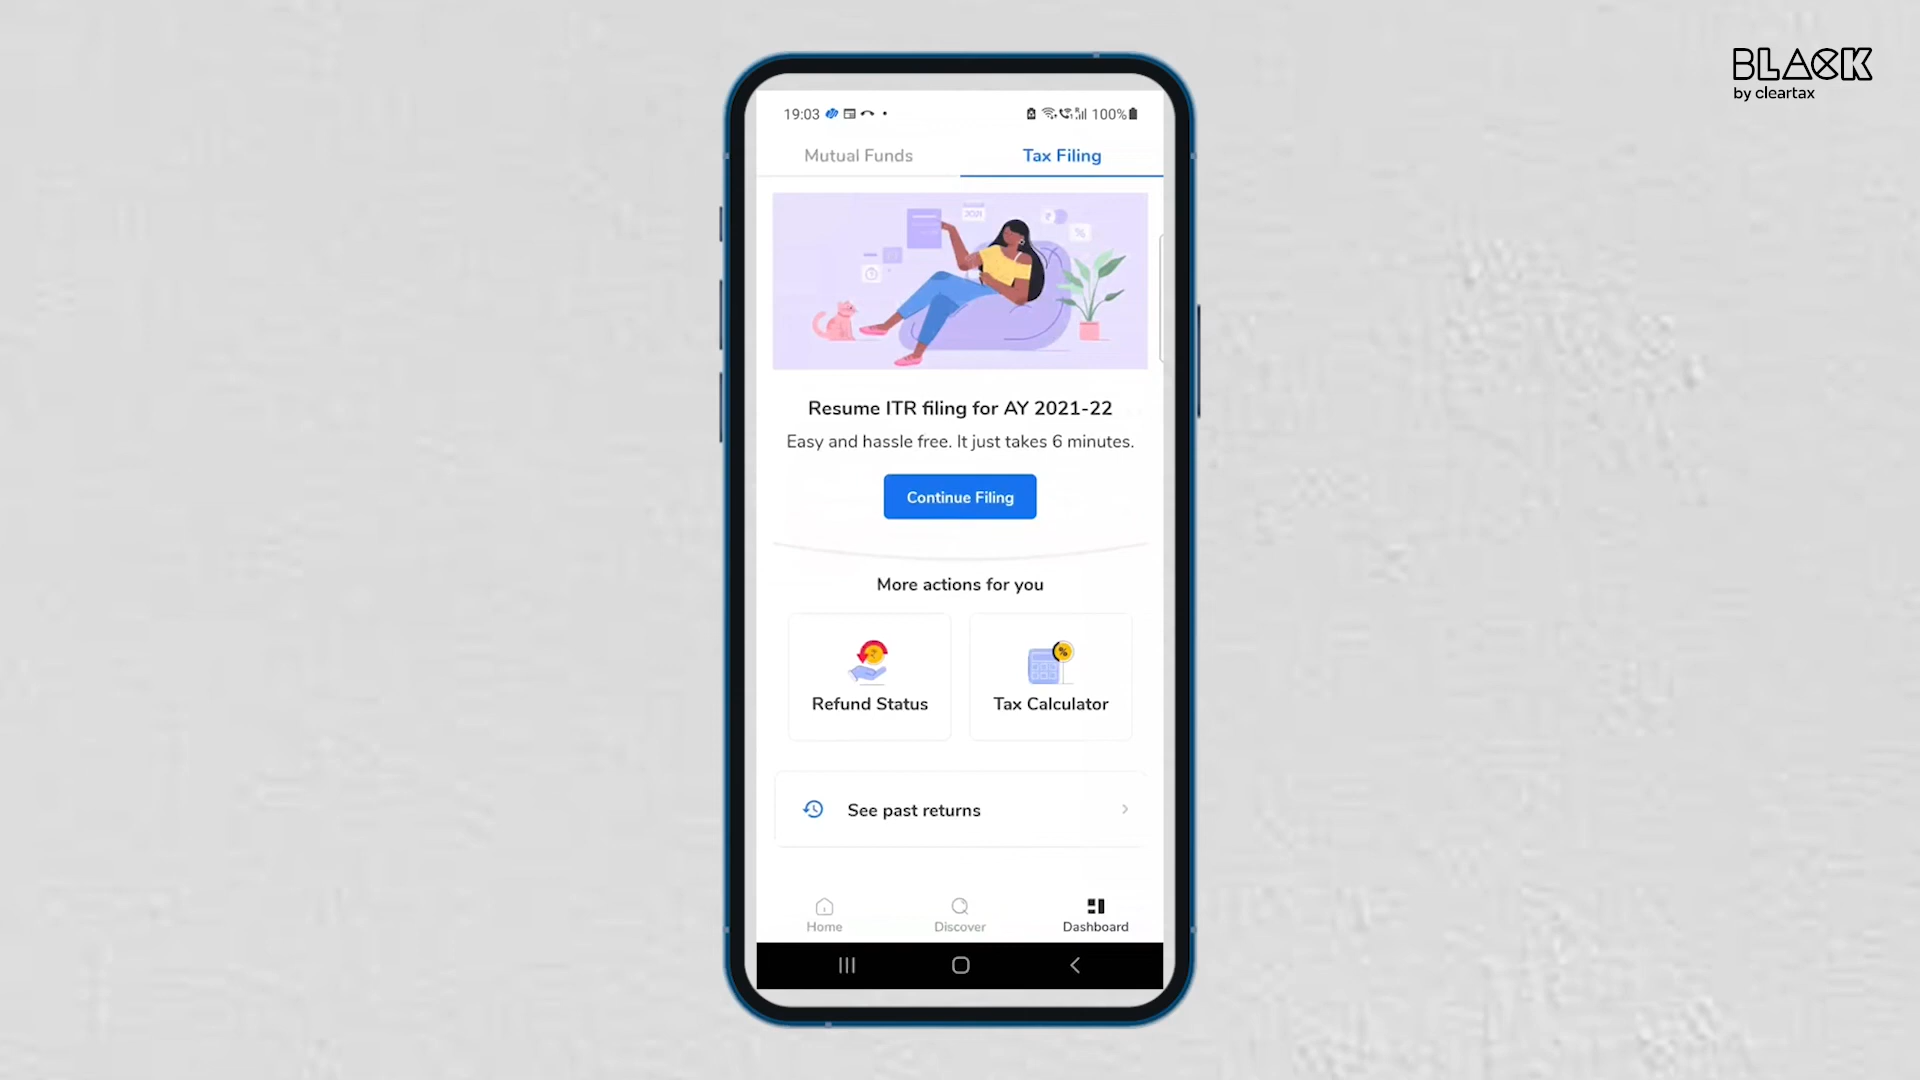 BLACK
by cleartax
19:03
100%
Mutual Funds
Tax Filing
Resume ITR filing for AY 2021-22
Easy and hassle free. It just takes 6 minutes.
Continue Filing
More actions for you
Refund Status
Tax Calculator
See past returns
Home
Discover
Dashboard